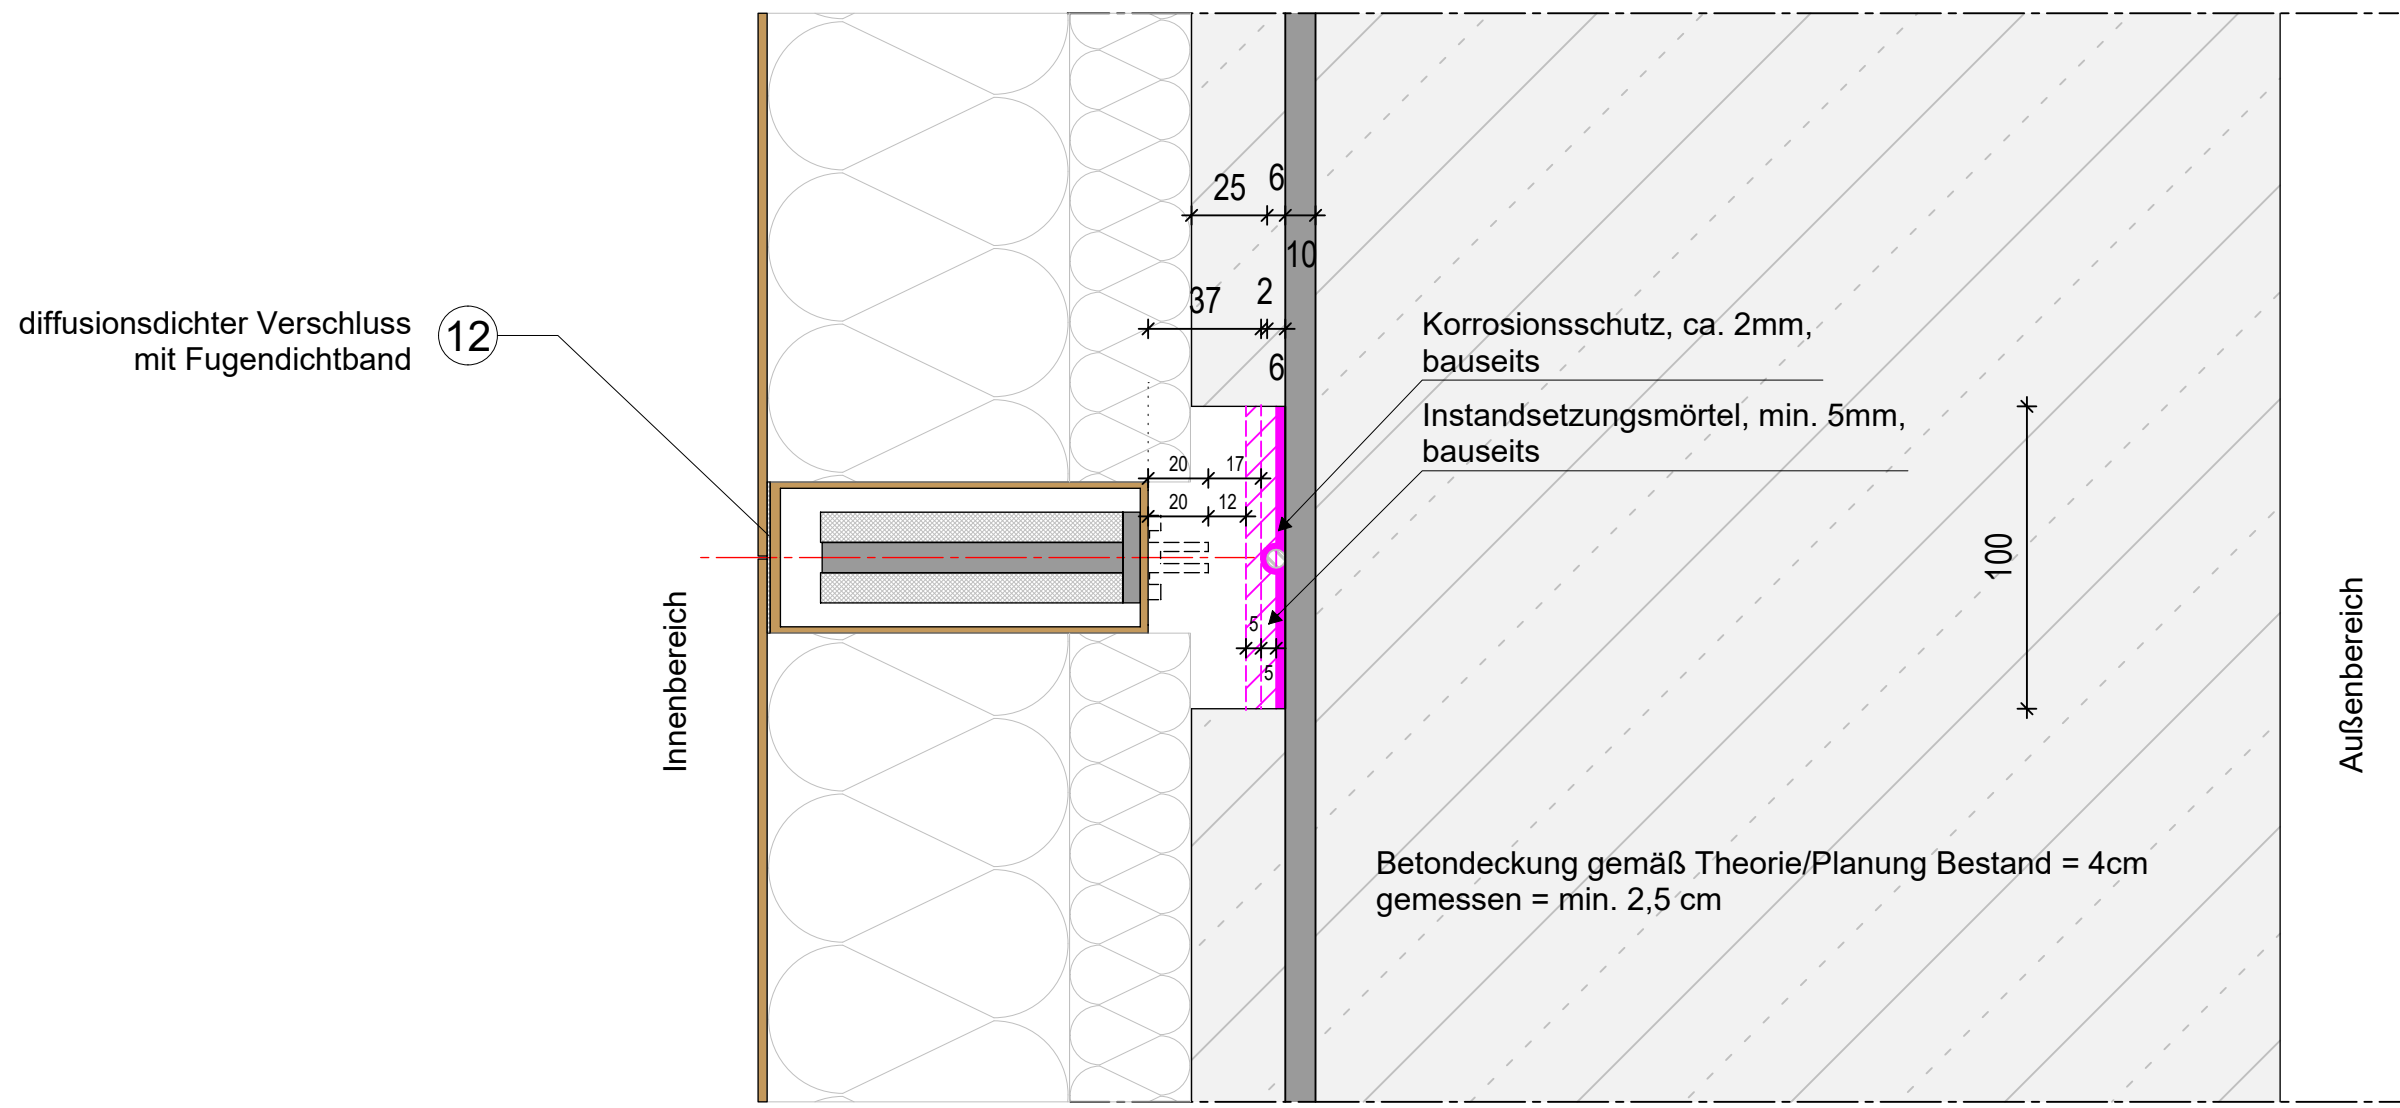 25
6
10
37
2
6
diffusionsdichter Verschluss
mit Fugendichtband
12
Korrosionsschutz, ca. 2mm,
bauseits
Instandsetzungsmörtel, min. 5mm,
bauseits
20
17
20
12
5
5
100
Innenbereich
Außenbereich
Betondeckung gemäß Theorie/Planung Bestand = 4cm
gemessen = min. 2,5 cm